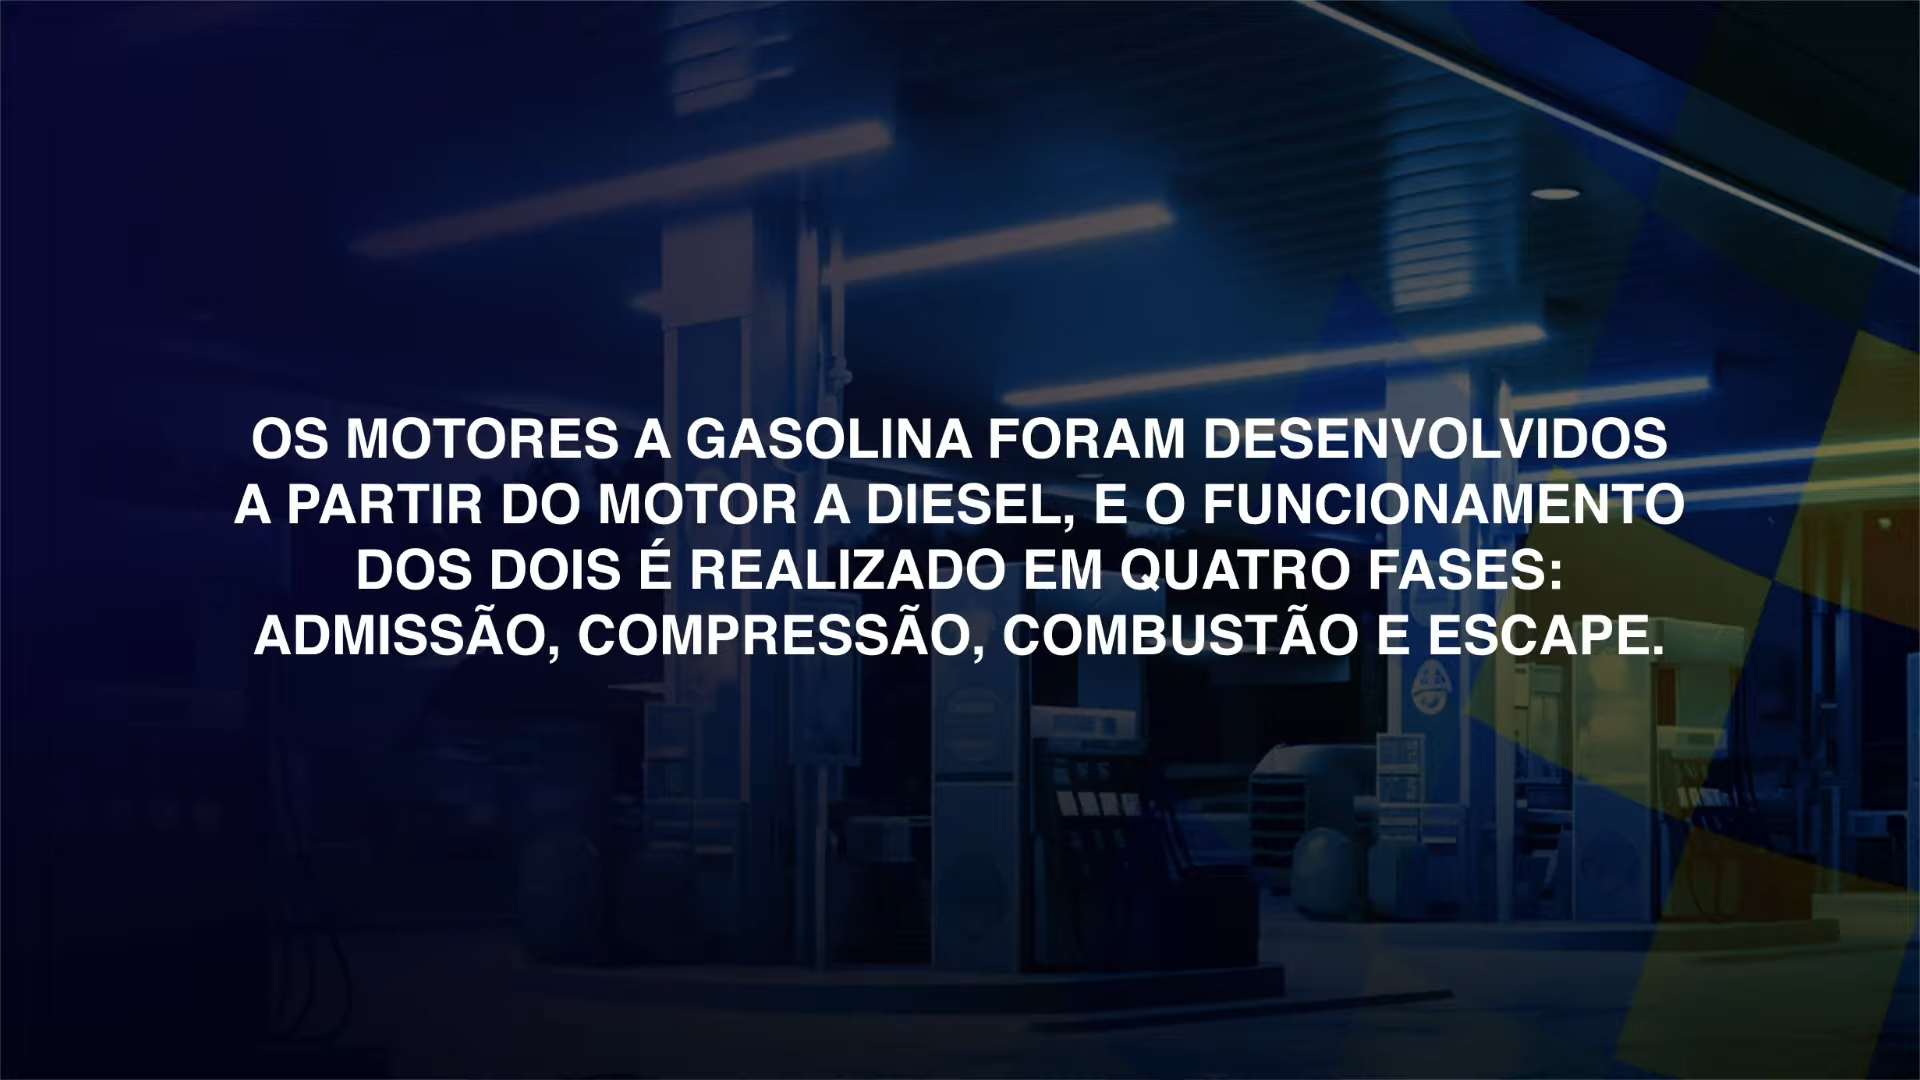 OS MOTORES A GASOLINA FORAM DESENVOLVIDOS
A PARTIR DO MOTOR A DIESEL, E O FUNCIONAMENTO
DOS DOIS É REALIZADO EM QUATRO FASES:
ADMISSÃO, COMPRESSÃO, COMBUSTÃO E ESCAPE.